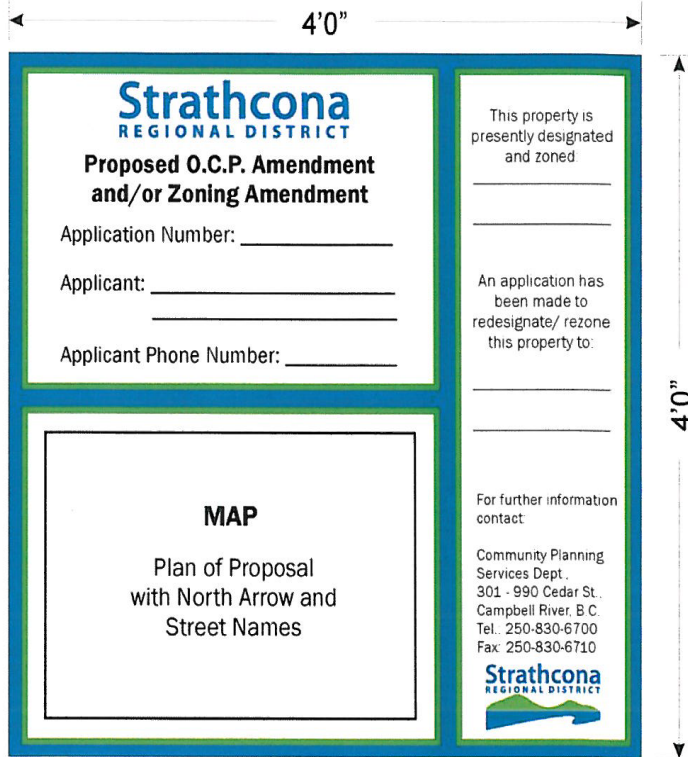 4'0"
Strathcona
REGIONAL DISTRICT
Proposed O.C.P. Amendment
and/or Zoning Amendment
Application Number:
Applicant:
Applicant Phone Number:
MAP
Plan of Proposal
with North Arrow and
Street Names
This property is
presently designated
and zoned:
An application has
been made to
redesignate/ rezone
this property to:
For further information
contact:
Community Planning
Services Dept.,
301 - 990 Cedar St.,
Campbell River, B.C.
Tel.: 250-830-6700
Fax: 250-830-6710
Strathcona
REGIONAL DISTRICT
4'0"